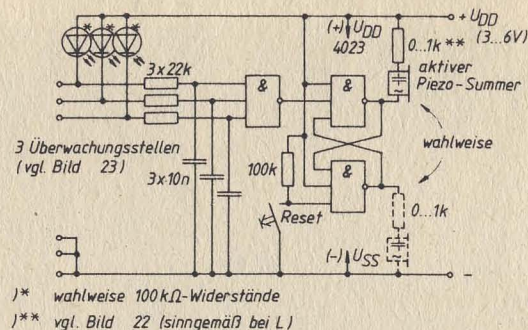 * * *
+ U_DD
(3...6V)
(+) U_DD
4023
0...1k **
aktiver
Piezo-Summer
3x22k
&
&
3 Überwachungsstellen
(vgl. Bild 23)
wahlweise
3x10n
100k
&
Reset
0...1k
(-) U_SS
-
)* wahlweise 100kΩ-Widerstände
)** vgl. Bild 22 (sinngemäß bei L)